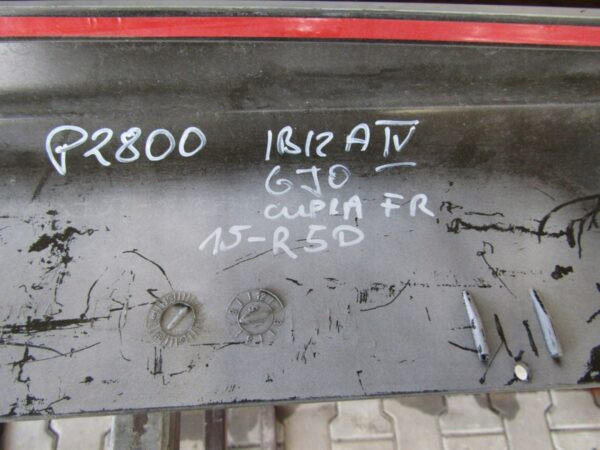 P2800
IBIZA IV
6J0
CUPRA FR
15-R5D